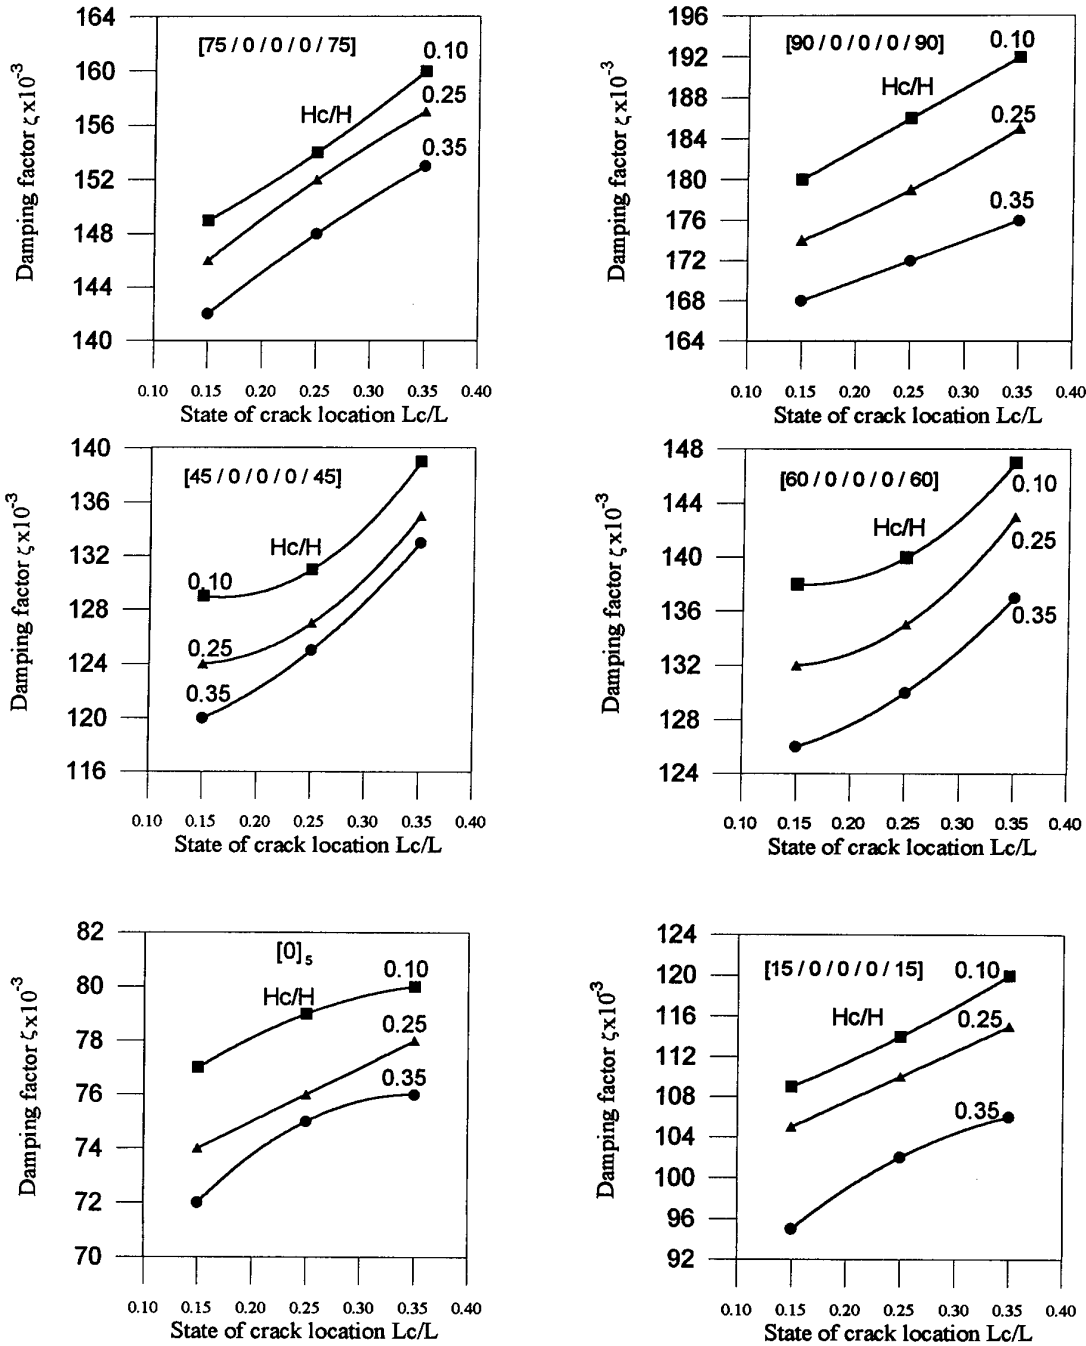 Damping factor ζx10⁻³
164
160
156
152
148
144
140
[75 / 0 / 0 / 0 / 75]
0.10
Hc/H
0.25
0.35
0.10 0.15 0.20 0.25 0.30 0.35 0.40
State of crack location Lc/L
Damping factor ζx10⁻³
196
192
188
184
180
176
172
168
164
[90 / 0 / 0 / 0 / 90]
0.10
Hc/H
0.25
0.35
0.10 0.15 0.20 0.25 0.30 0.35 0.40
State of crack location Lc/L
Damping factor ζx10⁻³
140
136
132
128
124
120
116
[45 / 0 / 0 / 0 / 45]
Hc/H
0.10
0.25
0.35
0.10 0.15 0.20 0.25 0.30 0.35 0.40
State of crack location Lc/L
Damping factor ζx10⁻³
148
144
140
136
132
128
124
[60 / 0 / 0 / 0 / 60]
0.10
Hc/H
0.25
0.35
0.10 0.15 0.20 0.25 0.30 0.35 0.40
State of crack location Lc/L
Damping factor ζx10⁻³
82
80
78
76
74
72
70
[0]₅
0.10
Hc/H
0.25
0.35
0.10 0.15 0.20 0.25 0.30 0.35 0.40
State of crack location Lc/L
Damping factor ζx10⁻³
124
120
116
112
108
104
100
96
92
[15 / 0 / 0 / 0 / 15]
0.10
Hc/H
0.25
0.35
0.10 0.15 0.20 0.25 0.30 0.35 0.40
State of crack location Lc/L